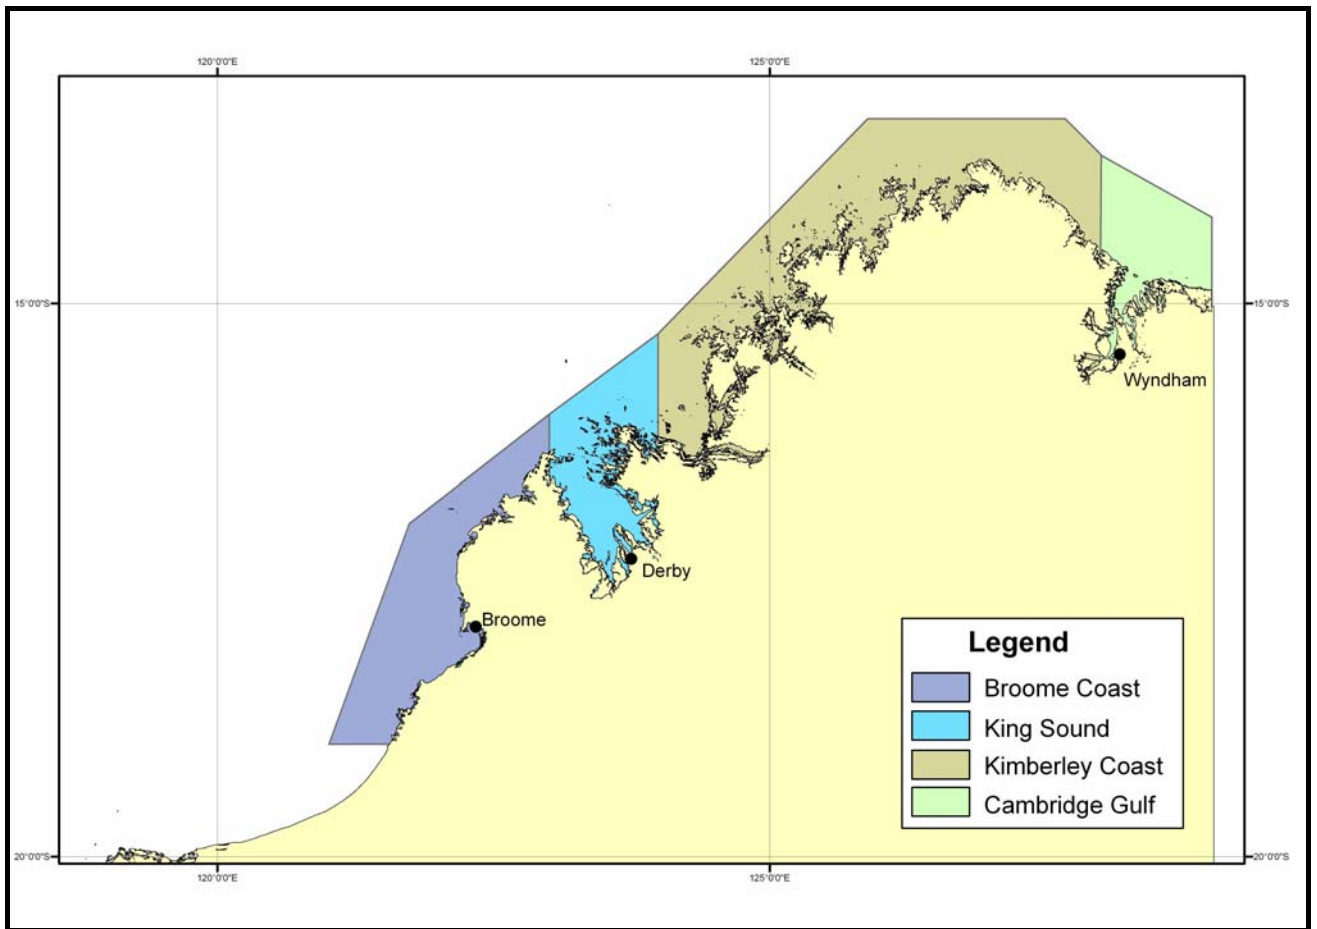 120°0'0"E 125°0'0"E
15°0'0"S 15°0'0"S
Wyndham
Derby
Broome
Legend
Broome Coast
King Sound
Kimberley Coast
Cambridge Gulf
20°0'0"S 20°0'0"S
120°0'0"E 125°0'0"E